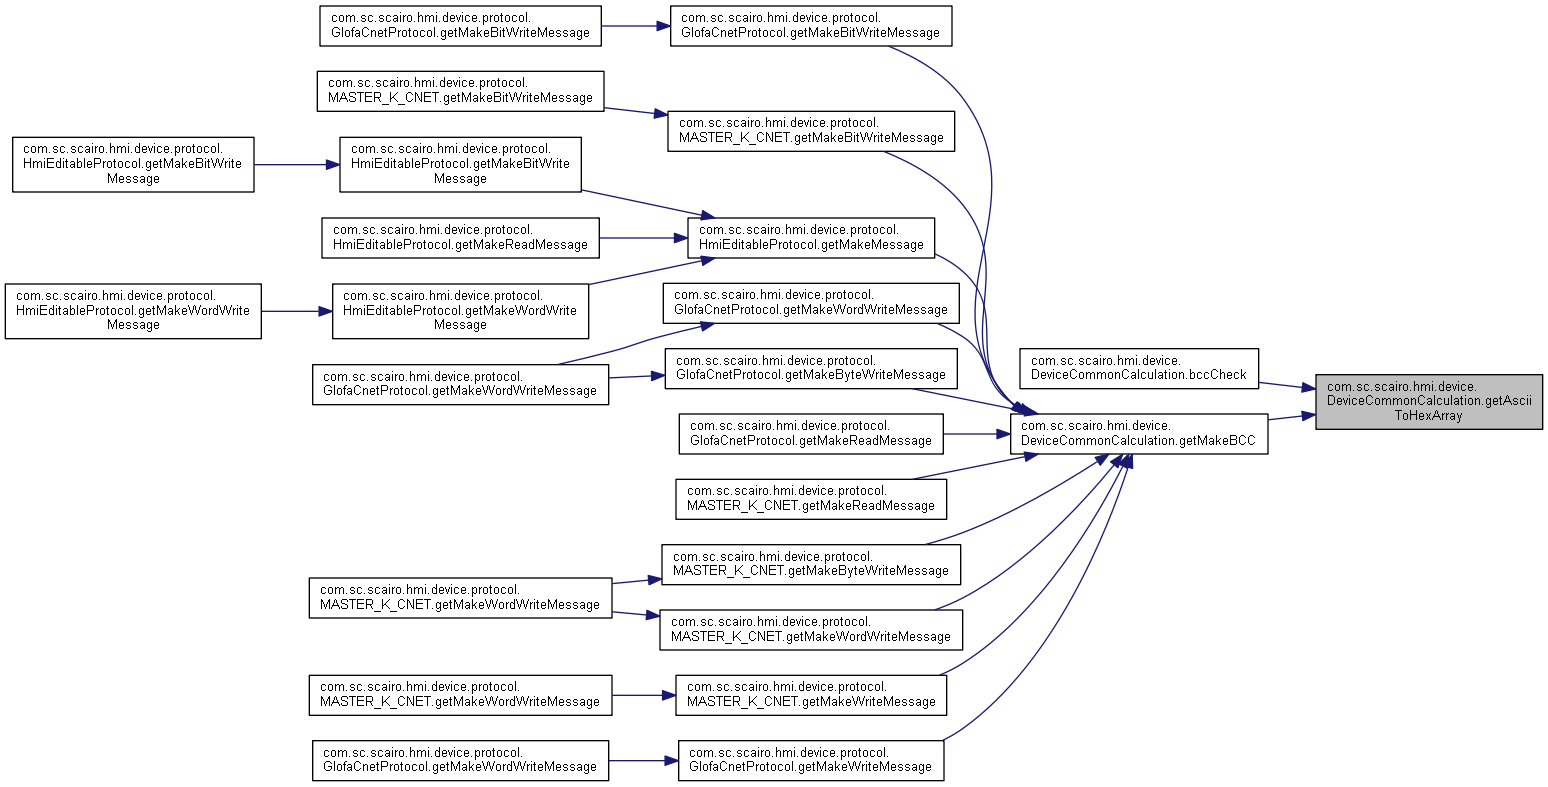 com.sc.scairo.hmi.device.protocol.
GlofaCnetProtocol.getMakeBitWriteMessage
com.sc.scairo.hmi.device.protocol.
GlofaCnetProtocol.getMakeBitWriteMessage
com.sc.scairo.hmi.device.protocol.
MASTER_K_CNET.getMakeBitWriteMessage
com.sc.scairo.hmi.device.protocol.
MASTER_K_CNET.getMakeBitWriteMessage
com.sc.scairo.hmi.device.protocol.
HmiEditableProtocol.getMakeBitWrite
Message
com.sc.scairo.hmi.device.protocol.
HmiEditableProtocol.getMakeBitWrite
Message
com.sc.scairo.hmi.device.protocol.
HmiEditableProtocol.getMakeReadMessage
com.sc.scairo.hmi.device.protocol.
HmiEditableProtocol.getMakeMessage
com.sc.scairo.hmi.device.protocol.
HmiEditableProtocol.getMakeWordWrite
Message
com.sc.scairo.hmi.device.protocol.
HmiEditableProtocol.getMakeWordWrite
Message
com.sc.scairo.hmi.device.protocol.
GlofaCnetProtocol.getMakeWordWriteMessage
com.sc.scairo.hmi.device.protocol.
GlofaCnetProtocol.getMakeWordWriteMessage
com.sc.scairo.hmi.device.protocol.
GlofaCnetProtocol.getMakeByteWriteMessage
com.sc.scairo.hmi.device.
DeviceCommonCalculation.bccCheck
com.sc.scairo.hmi.device.
DeviceCommonCalculation.getAscii
ToHexArray
com.sc.scairo.hmi.device.protocol.
GlofaCnetProtocol.getMakeReadMessage
com.sc.scairo.hmi.device.
DeviceCommonCalculation.getMakeBCC
com.sc.scairo.hmi.device.protocol.
MASTER_K_CNET.getMakeReadMessage
com.sc.scairo.hmi.device.protocol.
MASTER_K_CNET.getMakeByteWriteMessage
com.sc.scairo.hmi.device.protocol.
MASTER_K_CNET.getMakeWordWriteMessage
com.sc.scairo.hmi.device.protocol.
MASTER_K_CNET.getMakeWordWriteMessage
com.sc.scairo.hmi.device.protocol.
MASTER_K_CNET.getMakeWordWriteMessage
com.sc.scairo.hmi.device.protocol.
MASTER_K_CNET.getMakeWriteMessage
com.sc.scairo.hmi.device.protocol.
GlofaCnetProtocol.getMakeWordWriteMessage
com.sc.scairo.hmi.device.protocol.
GlofaCnetProtocol.getMakeWriteMessage